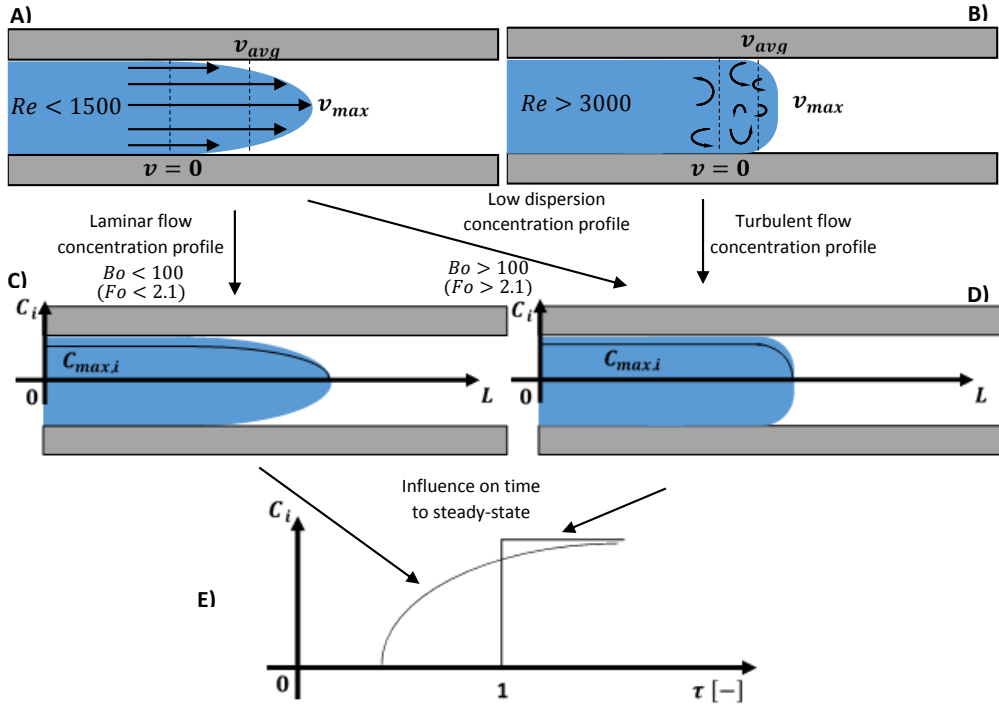 A)
v_avg
Re < 1500
v_max
v = 0
B)
v_avg
Re > 3000
v_max
v = 0
Laminar flow
concentration profile
Bo < 100
(Fo < 2.1)
Low dispersion
concentration profile
Bo > 100
(Fo > 2.1)
Turbulent flow
concentration profile
C)
C_i
C_max,i
0
L
D)
C_i
C_max,i
0
L
Influence on time
to steady-state
E)
C_i
0
1
τ [−]